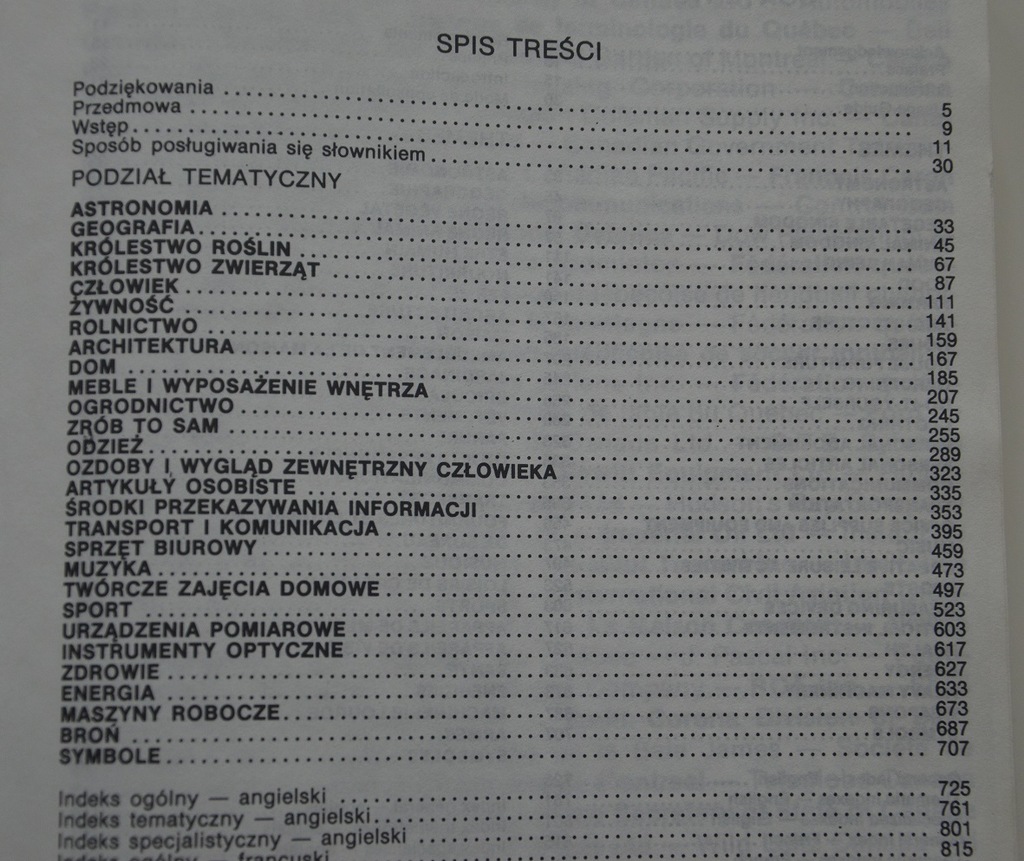 SPIS TREŚCI
Podziękowania ........ 5
Przedmowa ........ 9
Wstęp ........ 11
Sposób posługiwania się słownikiem ........ 30
PODZIAŁ TEMATYCZNY
ASTRONOMIA ........ 33
GEOGRAFIA ........ 45
KRÓLESTWO ROŚLIN ........ 67
KRÓLESTWO ZWIERZĄT ........ 87
CZŁOWIEK ........ 111
ŻYWNOŚĆ ........ 141
ROLNICTWO ........ 159
ARCHITEKTURA ........ 167
DOM ........ 185
MEBLE I WYPOSAŻENIE WNĘTRZA ........ 207
OGRODNICTWO ........ 245
ZRÓB TO SAM ........ 255
ODZIEŻ ........ 289
OZDOBY I WYGLĄD ZEWNĘTRZNY CZŁOWIEKA ........ 323
ARTYKUŁY OSOBISTE ........ 335
ŚRODKI PRZEKAZYWANIA INFORMACJI ........ 353
TRANSPORT I KOMUNIKACJA ........ 395
SPRZĘT BIUROWY ........ 459
MUZYKA ........ 473
TWÓRCZE ZAJĘCIA DOMOWE ........ 497
SPORT ........ 523
URZĄDZENIA POMIAROWE ........ 603
INSTRUMENTY OPTYCZNE ........ 617
ZDROWIE ........ 627
ENERGIA ........ 633
MASZYNY ROBOCZE ........ 673
BROŃ ........ 687
SYMBOLE ........ 707
Indeks ogólny — angielski ........ 725
Indeks tematyczny — angielski ........ 761
Indeks specjalistyczny — angielski ........ 801
Indeks ogólny — francuski ........ 815